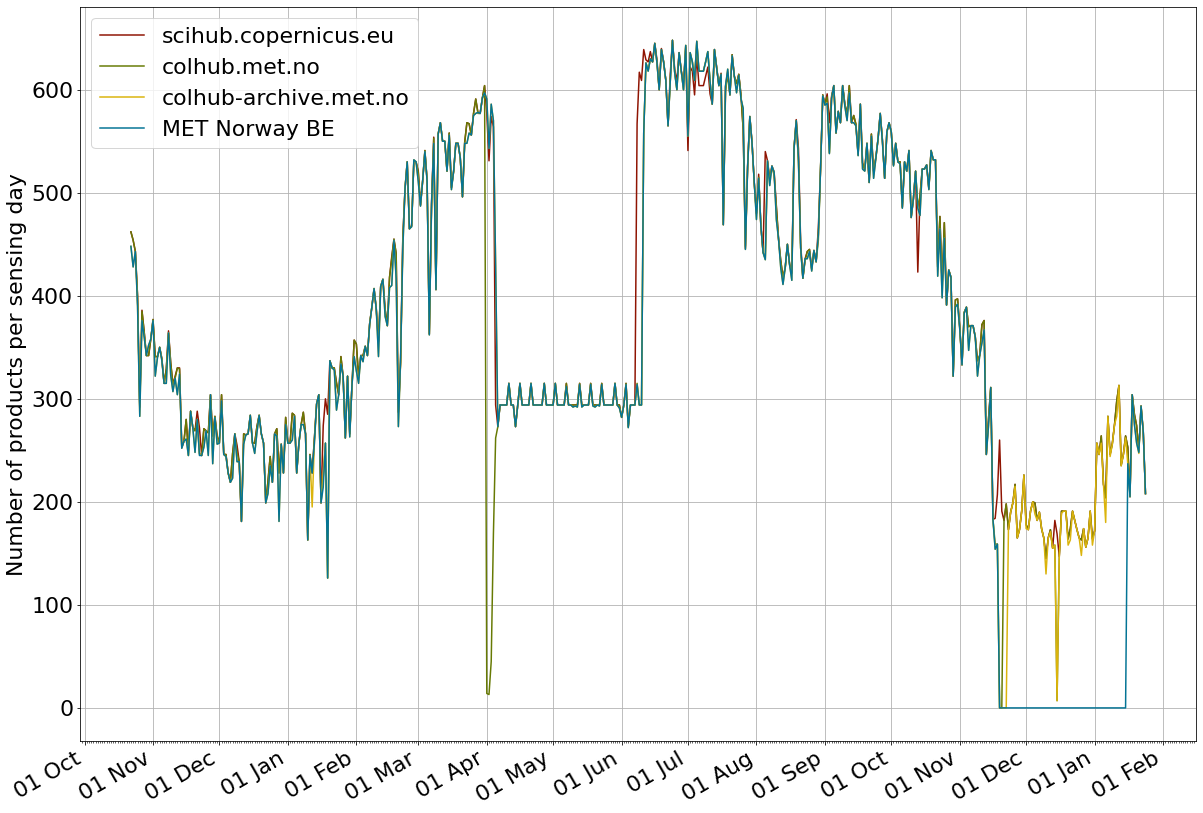 scihub.copernicus.eu
colhub.met.no
colhub-archive.met.no
MET Norway BE
Number of products per sensing day
600
500
400
300
200
100
0
01 Oct
01 Nov
01 Dec
01 Jan
01 Feb
01 Mar
01 Apr
01 May
01 Jun
01 Jul
01 Aug
01 Sep
01 Oct
01 Nov
01 Dec
01 Jan
01 Feb